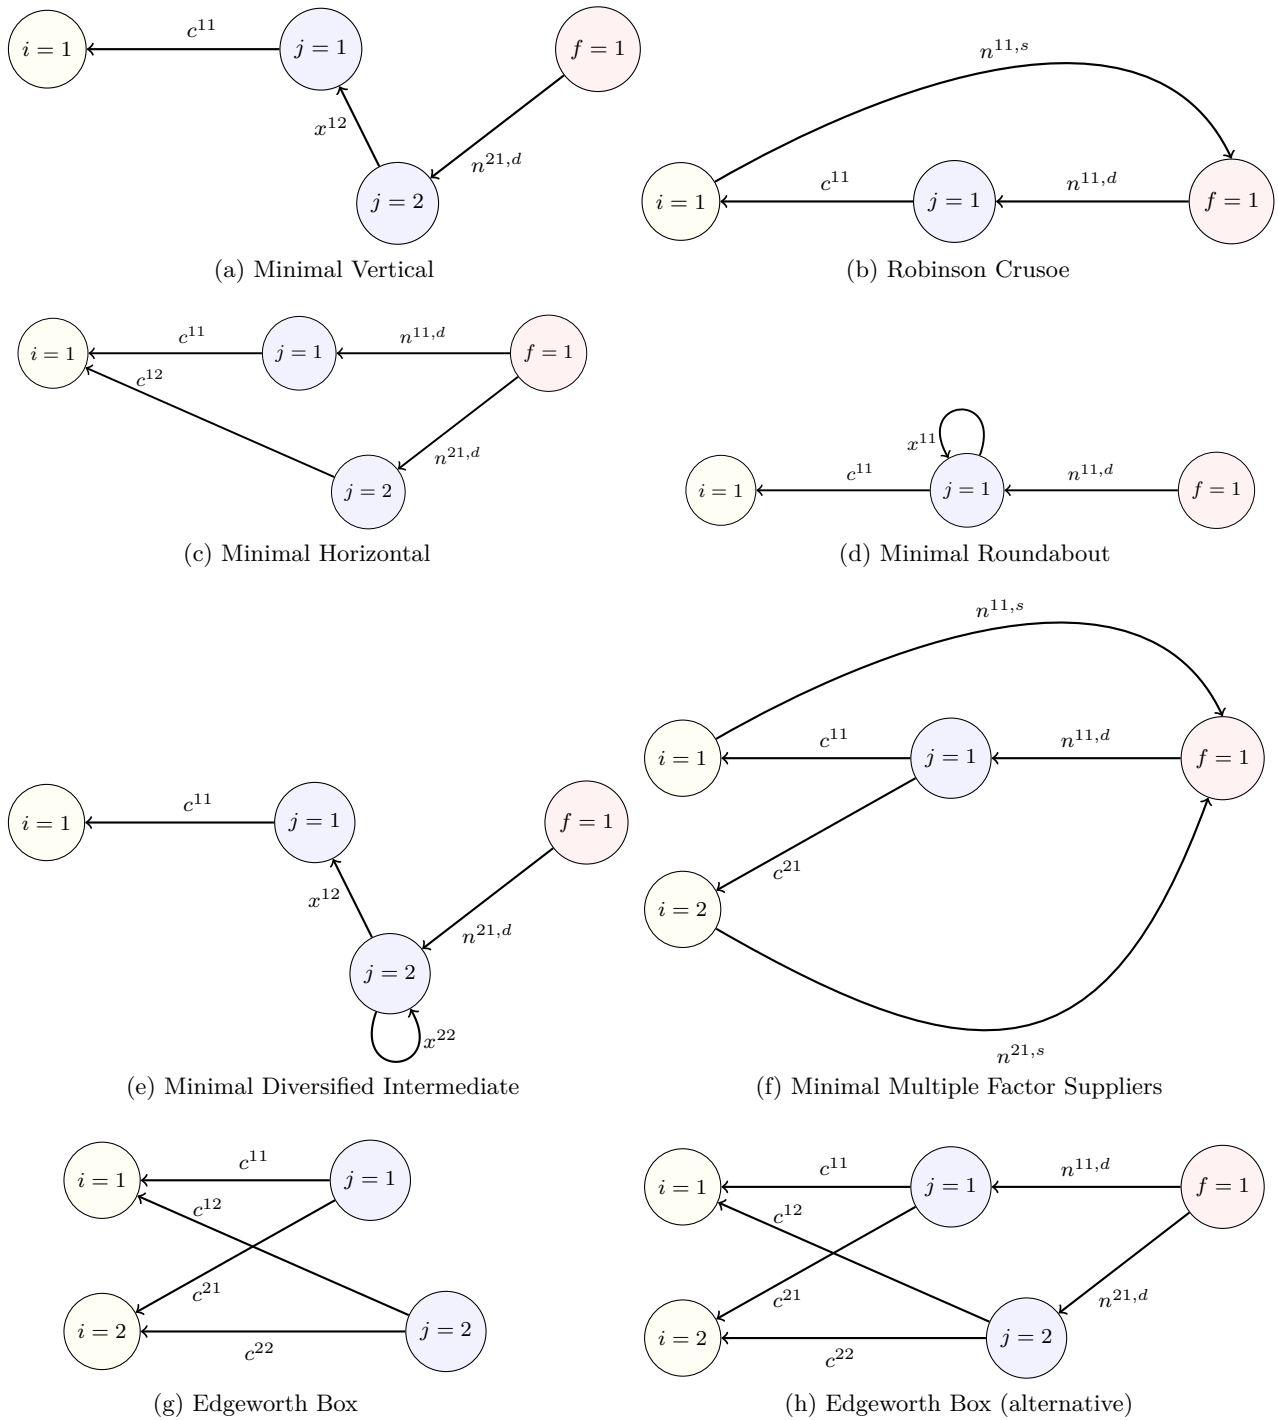 i = 1
c^{11}
j = 1
f = 1
x^{12}
n^{21,d}
j = 2
(a) Minimal Vertical
n^{11,s}
i = 1
c^{11}
j = 1
n^{11,d}
f = 1
(b) Robinson Crusoe
i = 1
c^{11}
j = 1
n^{11,d}
f = 1
c^{12}
n^{21,d}
j = 2
(c) Minimal Horizontal
x^{11}
i = 1
c^{11}
j = 1
n^{11,d}
f = 1
(d) Minimal Roundabout
i = 1
c^{11}
j = 1
f = 1
x^{12}
n^{21,d}
j = 2
x^{22}
(e) Minimal Diversified Intermediate
n^{11,s}
i = 1
c^{11}
j = 1
n^{11,d}
f = 1
c^{21}
i = 2
n^{21,s}
(f) Minimal Multiple Factor Suppliers
i = 1
c^{11}
j = 1
c^{12}
c^{21}
i = 2
c^{22}
j = 2
(g) Edgeworth Box
i = 1
c^{11}
j = 1
n^{11,d}
f = 1
c^{12}
c^{21}
n^{21,d}
i = 2
c^{22}
j = 2
(h) Edgeworth Box (alternative)